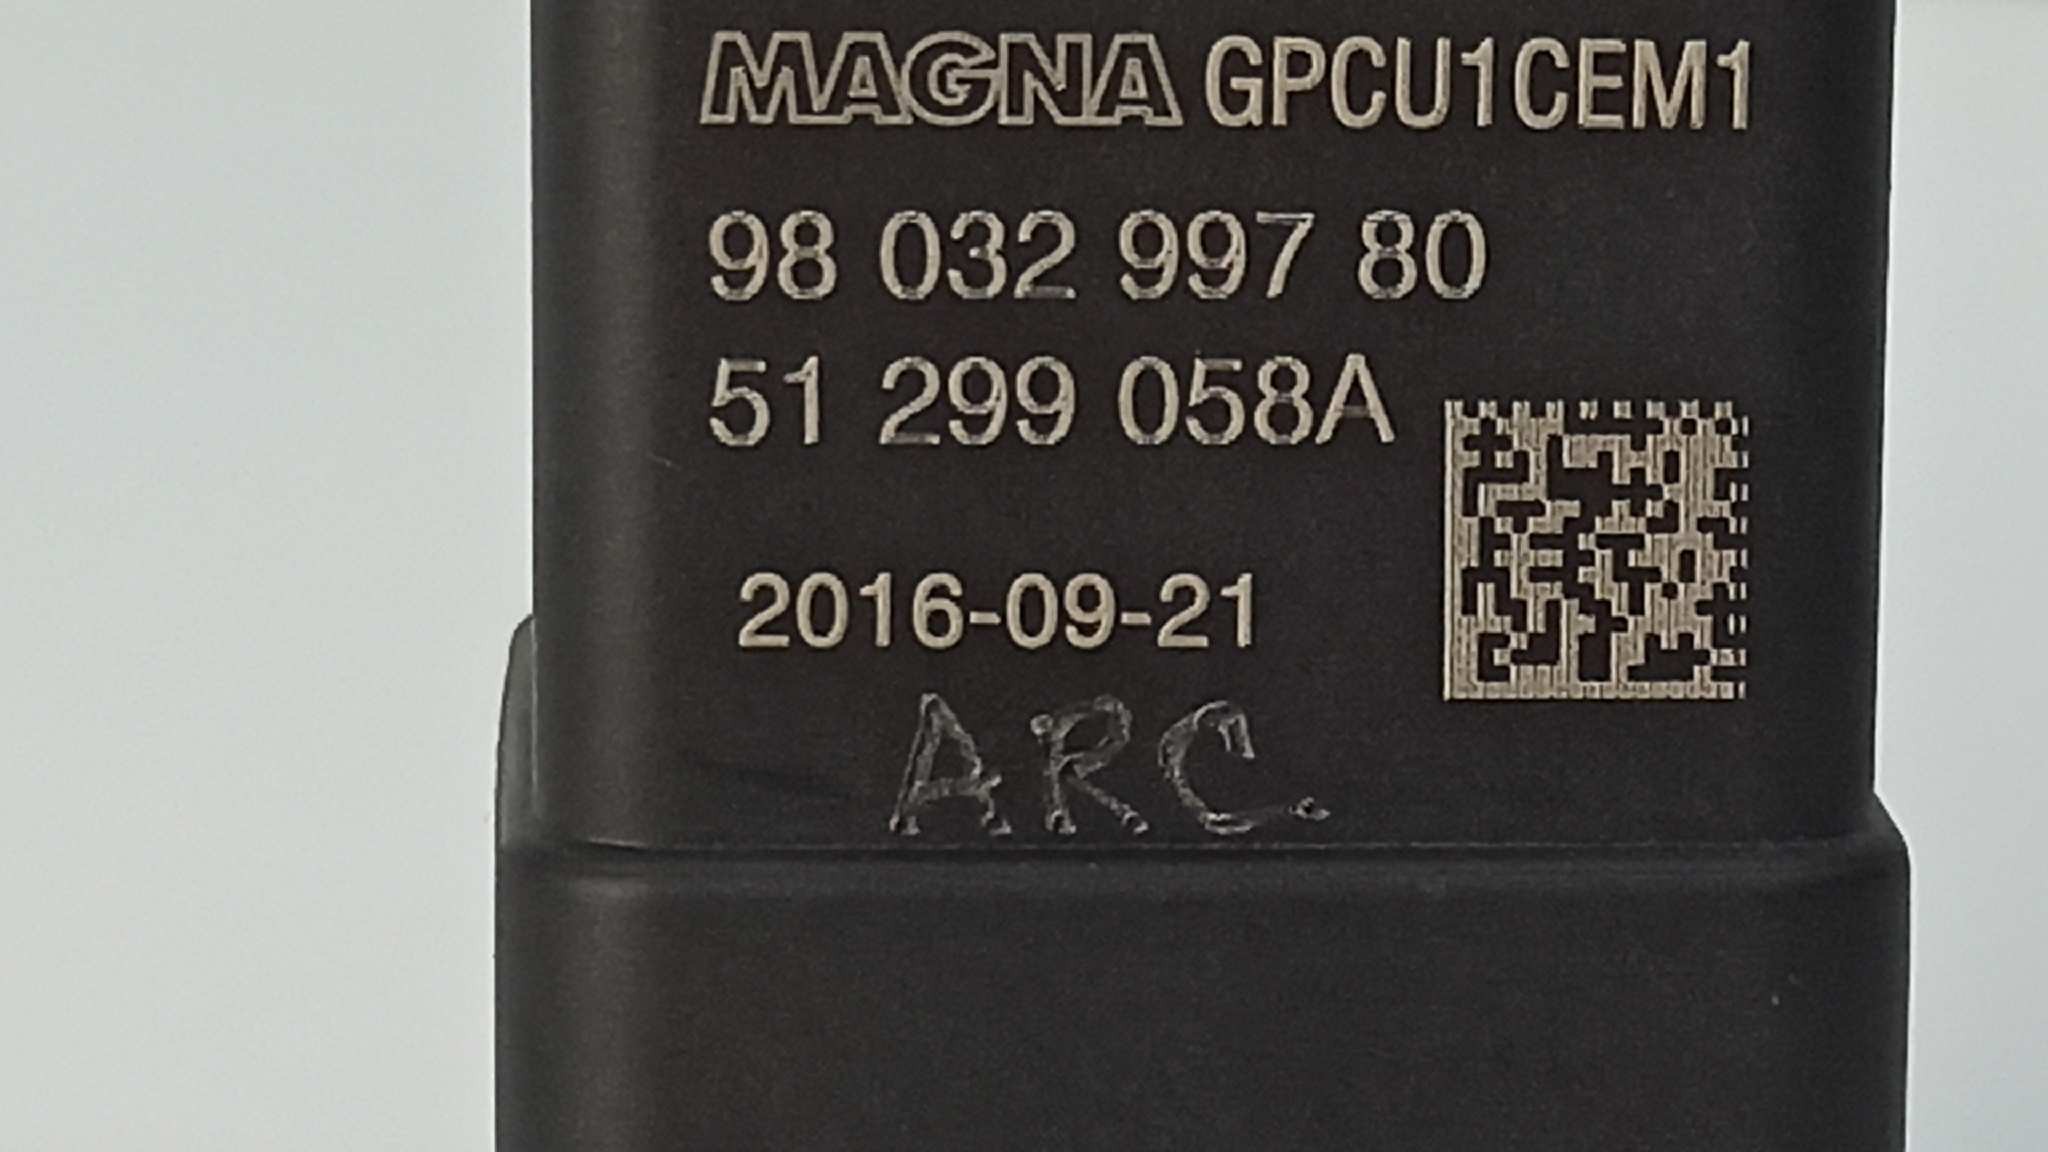 MAGNA GPCU1CEM1
98 032 997 80
51 299 058A
2016-09-21
ARC.